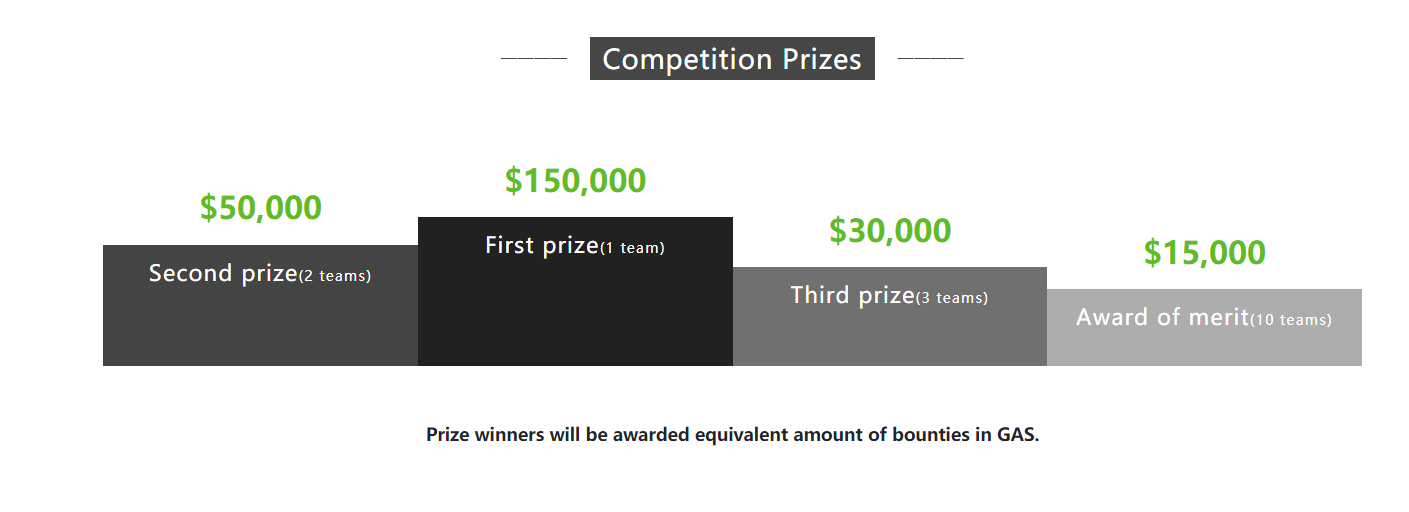 Competition Prizes
$50,000
Second prize(2 teams)
$150,000
First prize(1 team)
$30,000
Third prize(3 teams)
$15,000
Award of merit(10 teams)
Prize winners will be awarded equivalent amount of bounties in GAS.